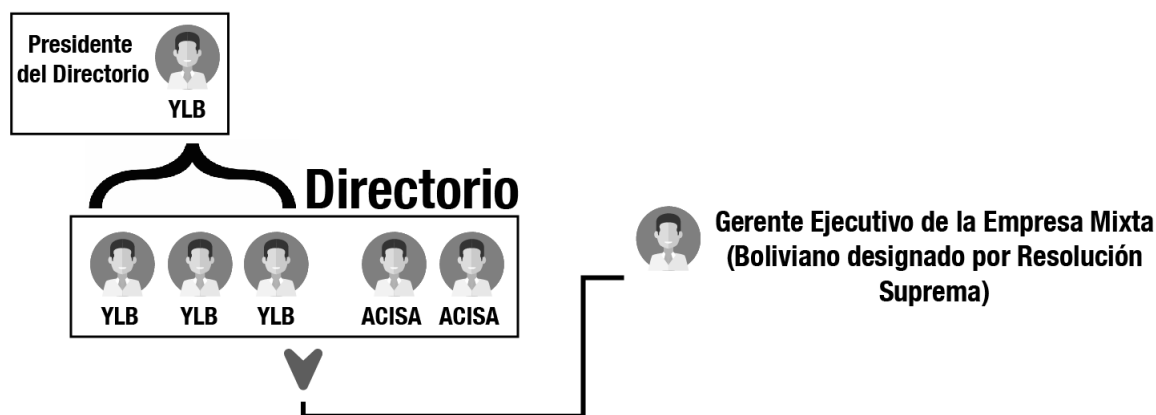 Presidente
del Directorio
YLB
Directorio
YLB YLB YLB ACISA ACISA
Gerente Ejecutivo de la Empresa Mixta
(Boliviano designado por Resolución
Suprema)